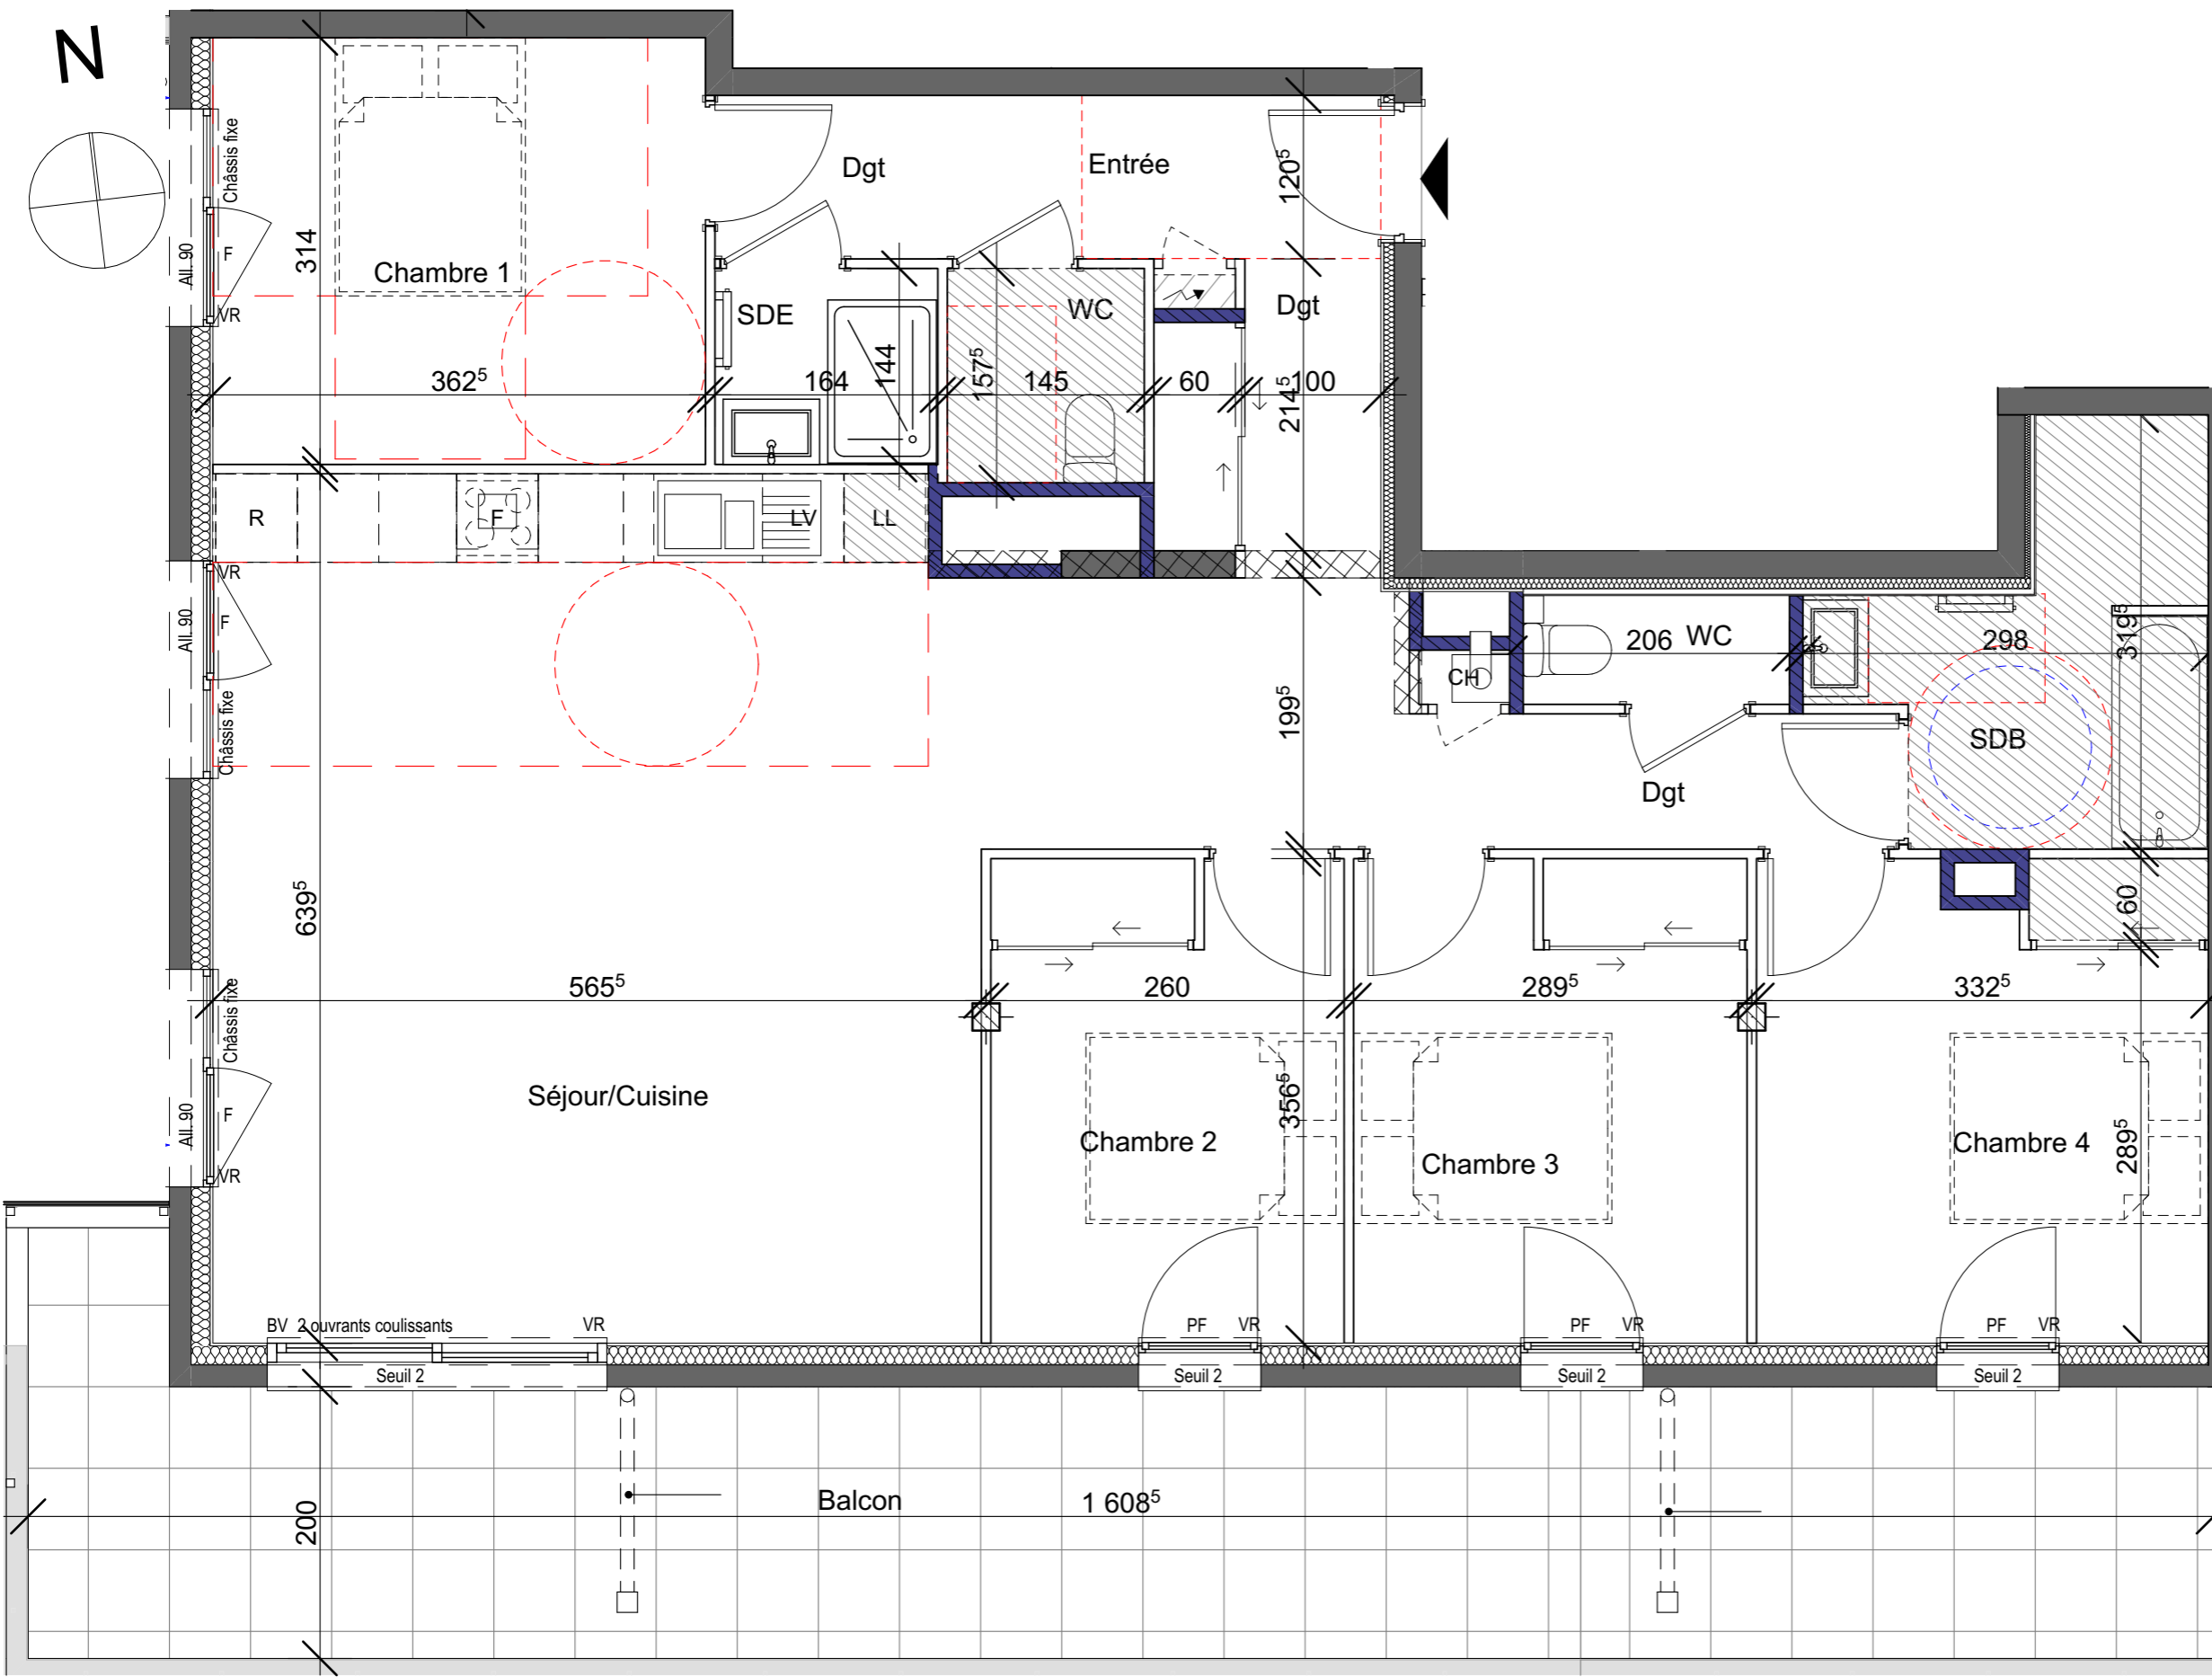 N
Châssis fixe
All. 90
F
VR
314
Chambre 1
362⁵
Dgt
Entrée
120⁵
SDE
164
144
WC
157⁵
145
60
Dgt
214⁵
100
R
F
LV
LL
VR
All. 90
F
Châssis fixe
199⁵
CH
206
WC
298
319⁵
SDB
Dgt
60
639⁵
565⁵
260
289⁵
332⁵
Châssis fixe
All. 90
F
VR
Séjour/Cuisine
356⁵
Chambre 2
Chambre 3
Chambre 4
289⁵
BV 2 ouvrants coulissants
VR
PF
VR
PF
VR
PF
VR
Seuil 2
Seuil 2
Seuil 2
Seuil 2
200
Balcon
1 608⁵